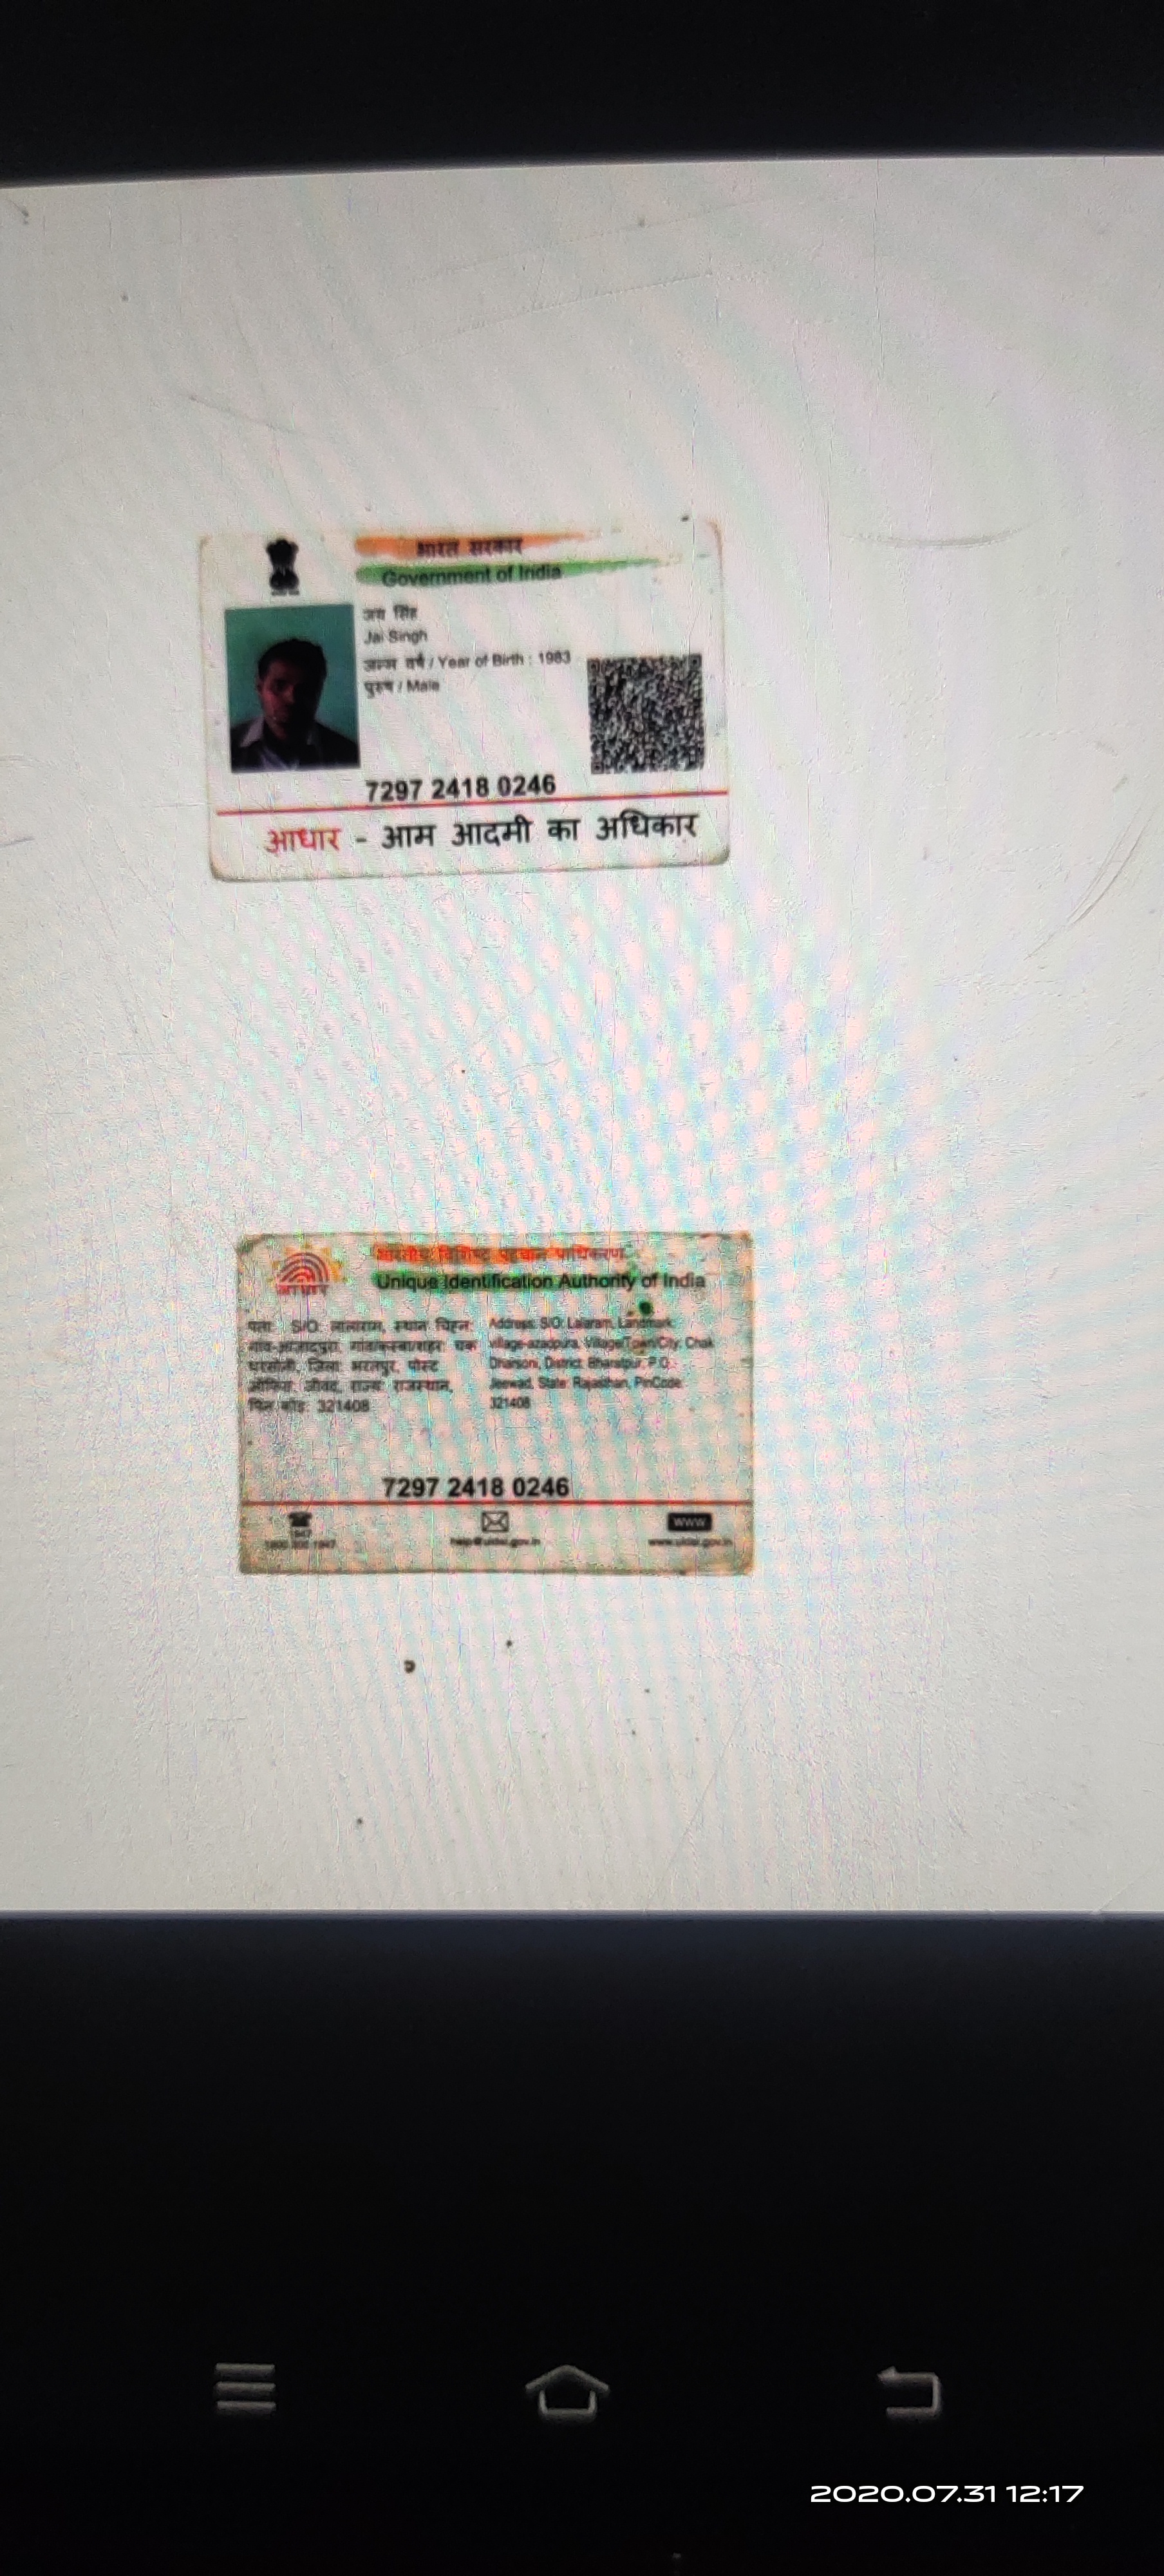 भारत सरकार
Government of India
जय सिंह
Jai Singh
जन्म वर्ष / Year of Birth : 1983
पुरुष / Male
7297 2418 0246
आधार - आम आदमी का अधिकार
भारतीय विशिष्ट पहचान प्राधिकरण
Unique Identification Authority of India
आधार
पता: S/O: लालाराम, स्थान चिहन:
गांव-आजादपुरा, गांव/कस्बा/शहर: चक
धरसोनी, जिला: भरतपुर, पोस्ट
ऑफिस: जीवद, राज्य: राजस्थान,
पिन कोड: 321408
Address: S/O: Lalaram, Landmark:
village-azadpura, Village/Town/City: Chak
Dharsoni, District: Bharatpur, P.O.:
Jeewad, State: Rajasthan, PinCode:
321408
7297 2418 0246
1947
1800 300 1947
help@uidai.gov.in
www
www.uidai.gov.in
2020.07.31 12:17